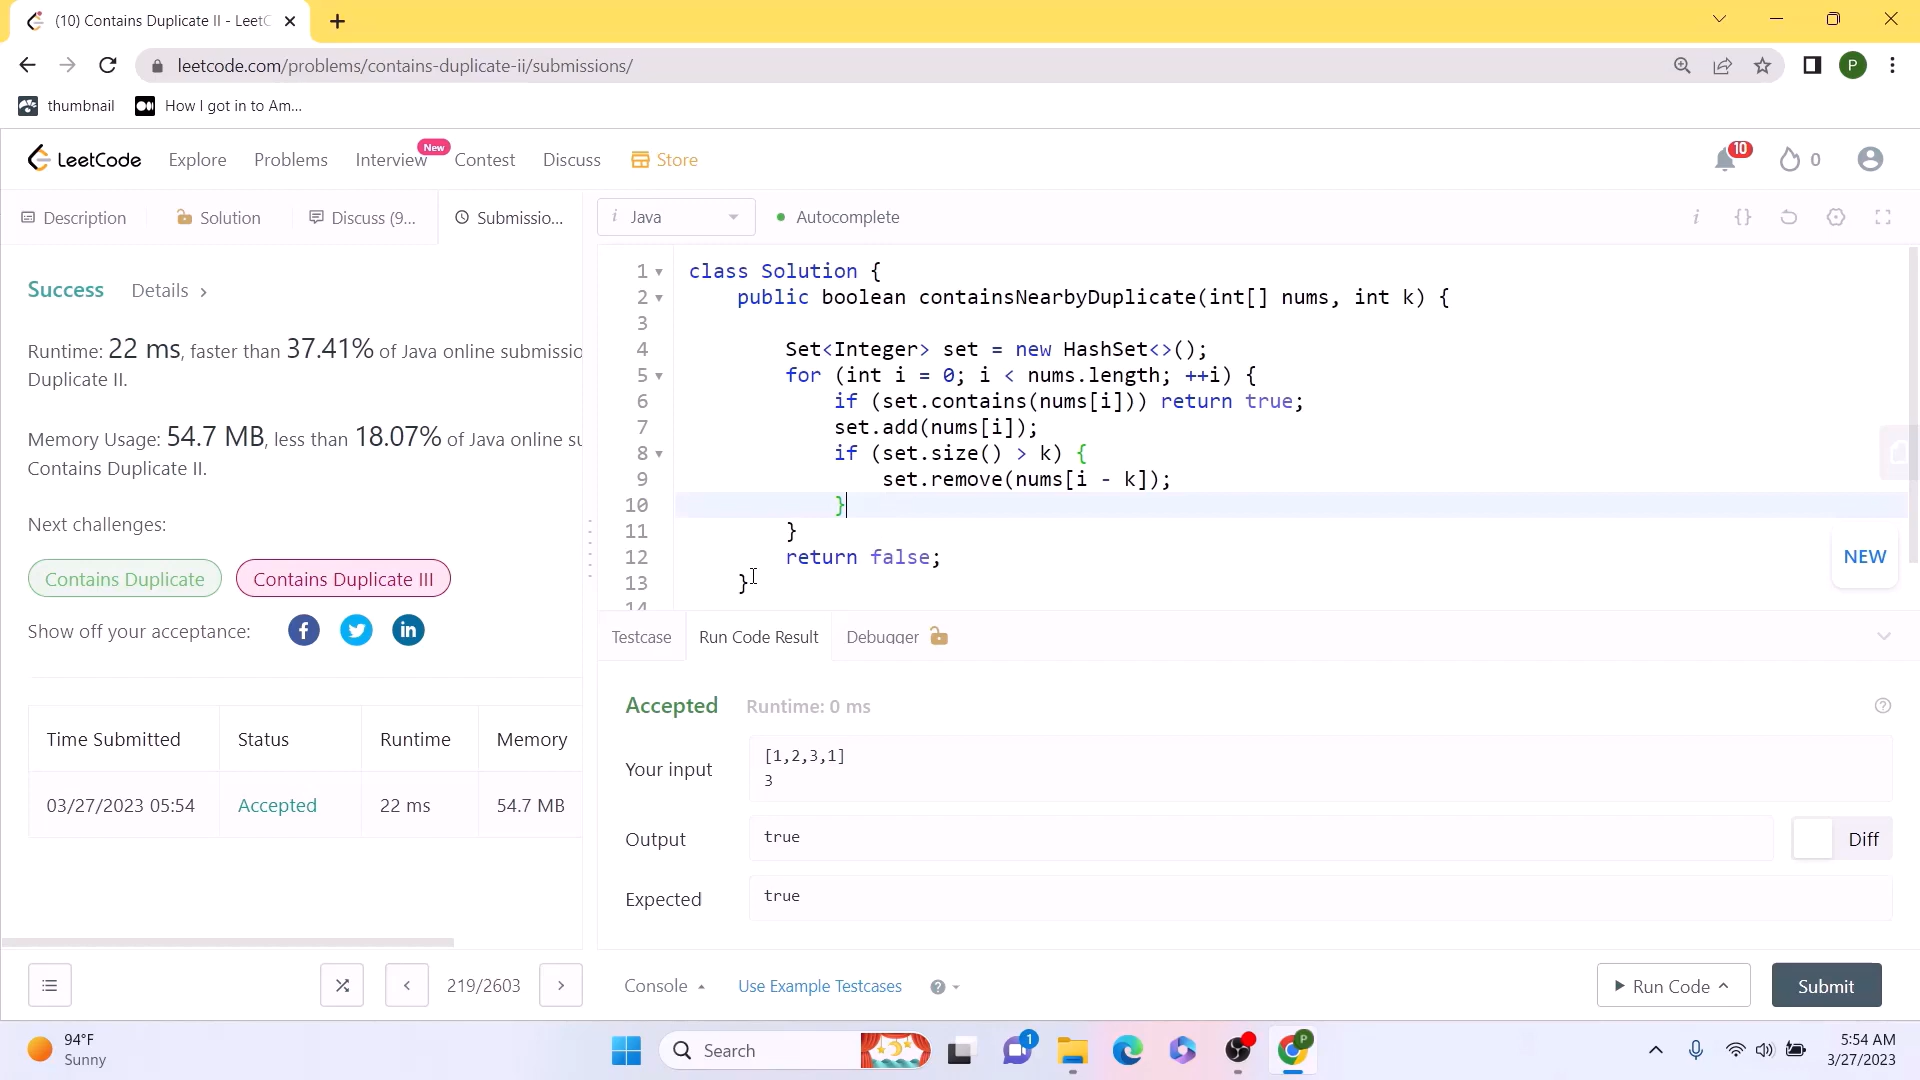 (10) Contains Duplicate II - LeetC
leetcode.com/problems/contains-duplicate-ii/submissions/
P
thumbnail
How I got in to Am...
LeetCode
Explore
Problems
Interview
New
Contest
Discuss
Store
10
0
Description
Solution
Discuss (9...
Submissio...
i Java
Autocomplete
i
{}
Success
Details >
Runtime: 22 ms, faster than 37.41% of Java online submissio
Duplicate II.
Memory Usage: 54.7 MB, less than 18.07% of Java online su
Contains Duplicate II.
Next challenges:
Contains Duplicate
Contains Duplicate III
Show off your acceptance:
Time Submitted Status Runtime Memory
03/27/2023 05:54 Accepted 22 ms 54.7 MB
219/2603
1 class Solution {
2 public boolean containsNearbyDuplicate(int[] nums, int k) {
3
4 Set<Integer> set = new HashSet<>();
5 for (int i = 0; i < nums.length; ++i) {
6 if (set.contains(nums[i])) return true;
7 set.add(nums[i]);
8 if (set.size() > k) {
9 set.remove(nums[i - k]);
10 }
11 }
12 return false;
13 }
14
NEW
Testcase
Run Code Result
Debugger
Accepted
Runtime: 0 ms
Your input
[1,2,3,1]
3
Output
true
Diff
Expected
true
Console
Use Example Testcases
Run Code
Submit
94°F
Sunny
Search
1
P
5:54 AM
3/27/2023